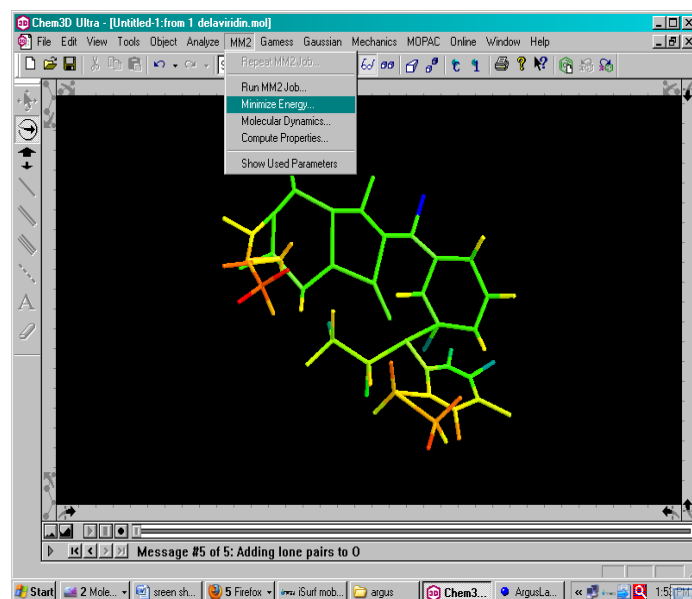 Chem3D Ultra - [Untitled-1:from 1 delaviridin.mol]
File Edit View Tools Object Analyze MM2 Gamess Gaussian Mechanics MOPAC Online Window Help
Repeat MM2 Job...
Run MM2 Job...
Minimize Energy...
Molecular Dynamics...
Compute Properties...
Show Used Parameters
A
Message #5 of 5: Adding lone pairs to O
Start 2 Mole... sreen sh... 5 Firefox iSurf mob... argus Chem3... ArgusLa... «